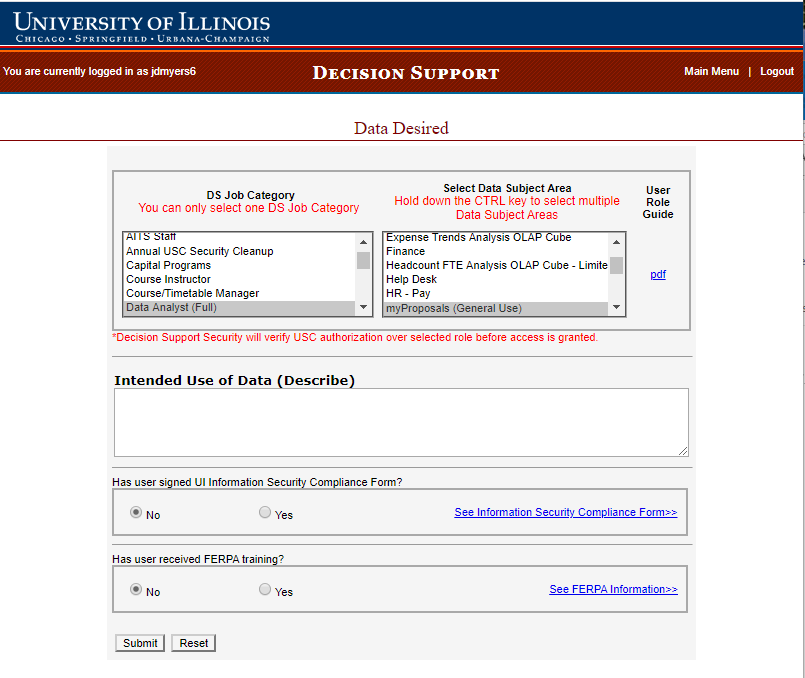 UNIVERSITY OF ILLINOIS
CHICAGO • SPRINGFIELD • URBANA-CHAMPAIGN
You are currently logged in as jdmyers6
DECISION SUPPORT
Main Menu | Logout
Data Desired
DS Job Category
You can only select one DS Job Category
Select Data Subject Area
Hold down the CTRL key to select multiple
Data Subject Areas
User
Role
Guide
AITS Staff
Annual USC Security Cleanup
Capital Programs
Course Instructor
Course/Timetable Manager
Data Analyst (Full)
Expense Trends Analysis OLAP Cube
Finance
Headcount FTE Analysis OLAP Cube - Limite
Help Desk
HR - Pay
myProposals (General Use)
pdf
*Decision Support Security will verify USC authorization over selected role before access is granted.
Intended Use of Data (Describe)
Has user signed UI Information Security Compliance Form?
No Yes See Information Security Compliance Form>>
Has user received FERPA training?
No Yes See FERPA Information>>
Submit Reset